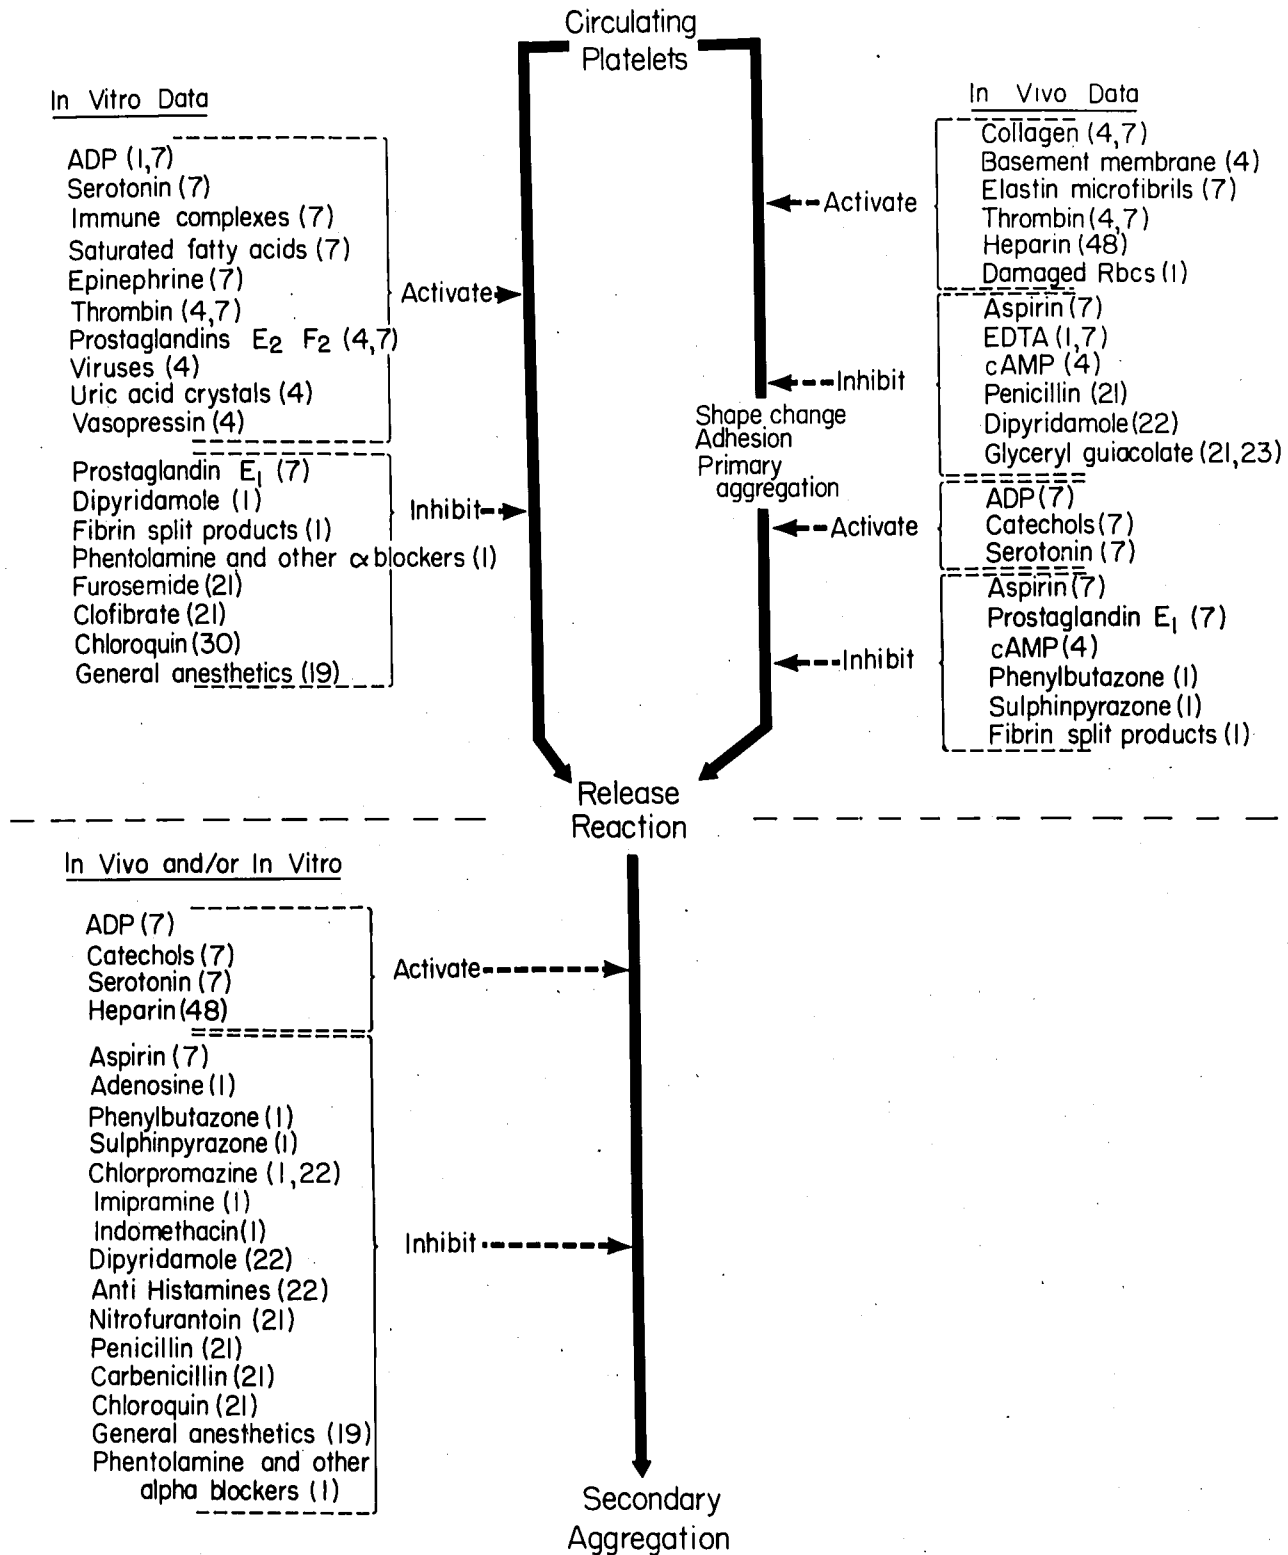 Circulating
Platelets
In Vitro Data
ADP (1,7)
Serotonin (7)
Immune complexes (7)
Saturated fatty acids (7)
Epinephrine (7)
Thrombin (4,7)
Prostaglandins E₂ F₂ (4,7)
Viruses (4)
Uric acid crystals (4)
Vasopressin (4)
Activate
Prostaglandin E₁ (7)
Dipyridamole (1)
Fibrin split products (1)
Phentolamine and other α blockers (1)
Furosemide (21)
Clofibrate (21)
Chloroquin (30)
General anesthetics (19)
Inhibit
In Vivo Data
Collagen (4,7)
Basement membrane (4)
Elastin microfibrils (7)
Thrombin (4,7)
Heparin (48)
Damaged Rbcs (1)
Activate
Aspirin (7)
EDTA (1,7)
cAMP (4)
Penicillin (21)
Dipyridamole (22)
Glyceryl guiacolate (21,23)
Inhibit
Shape change
Adhesion
Primary
aggregation
ADP (7)
Catechols (7)
Serotonin (7)
Activate
Aspirin (7)
Prostaglandin E₁ (7)
cAMP (4)
Phenylbutazone (1)
Sulphinpyrazone (1)
Fibrin split products (1)
Inhibit
Release
Reaction
In Vivo and/or In Vitro
ADP (7)
Catechols (7)
Serotonin (7)
Heparin (48)
Activate
Aspirin (7)
Adenosine (1)
Phenylbutazone (1)
Sulphinpyrazone (1)
Chlorpromazine (1,22)
Imipramine (1)
Indomethacin (1)
Dipyridamole (22)
Anti Histamines (22)
Nitrofurantoin (21)
Penicillin (21)
Carbenicillin (21)
Chloroquin (21)
General anesthetics (19)
Phentolamine and other
alpha blockers (1)
Inhibit
Secondary
Aggregation